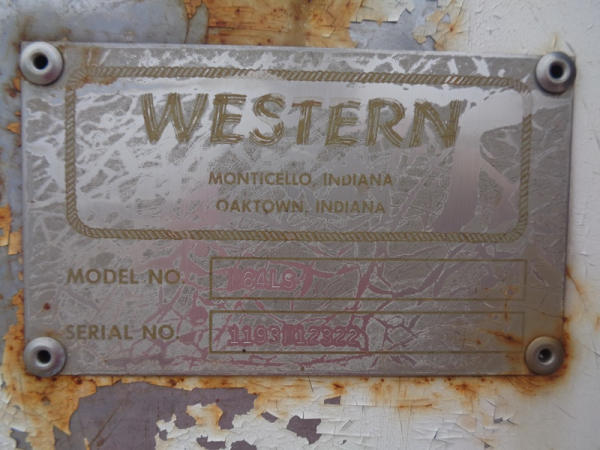 WESTERN
MONTICELLO, INDIANA
OAKTOWN, INDIANA
MODEL NO.
SERIAL NO. 1193 12322